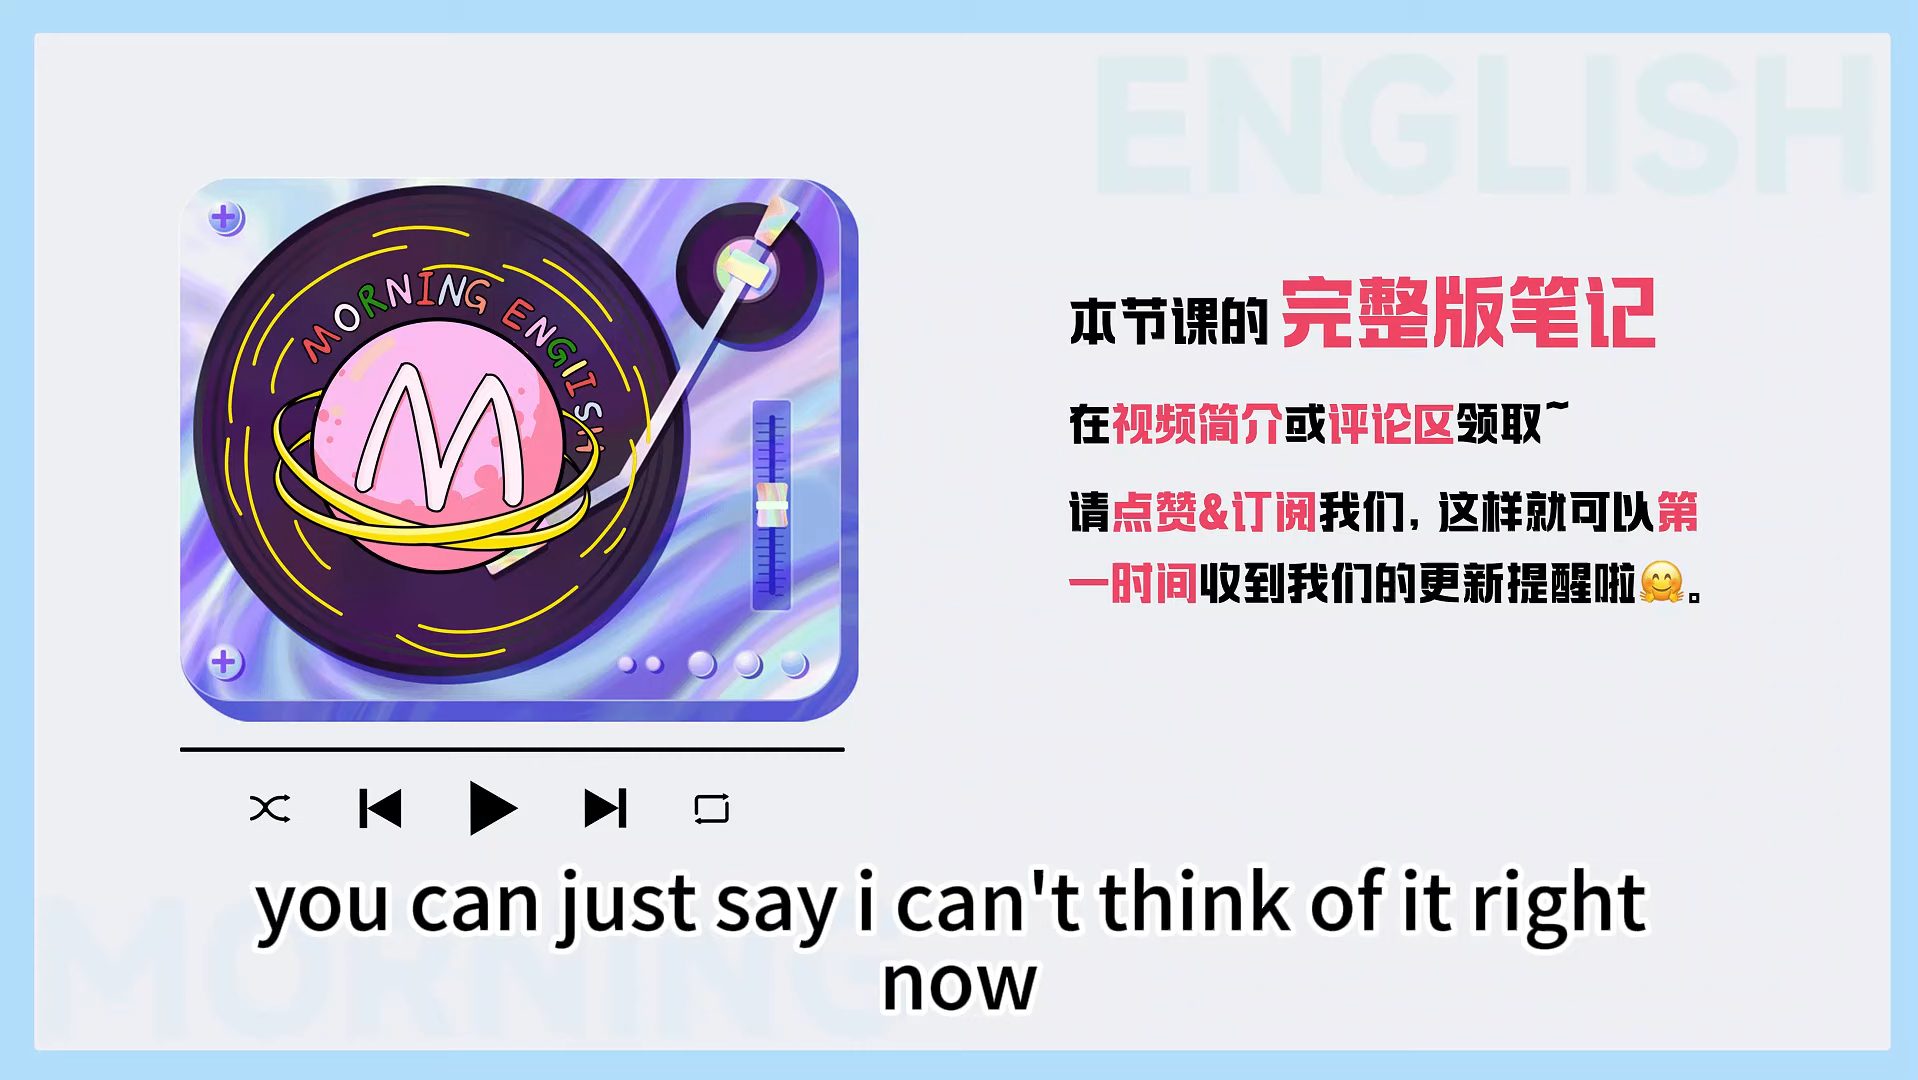 ENGLISH
MORNING ENGlISH
M
本节课的 完整版笔记
在视频简介或评论区领取~
请点赞&订阅我们，这样就可以第
一时间收到我们的更新提醒啦🤗。
MORNING
you can just say i can't think of it right
now